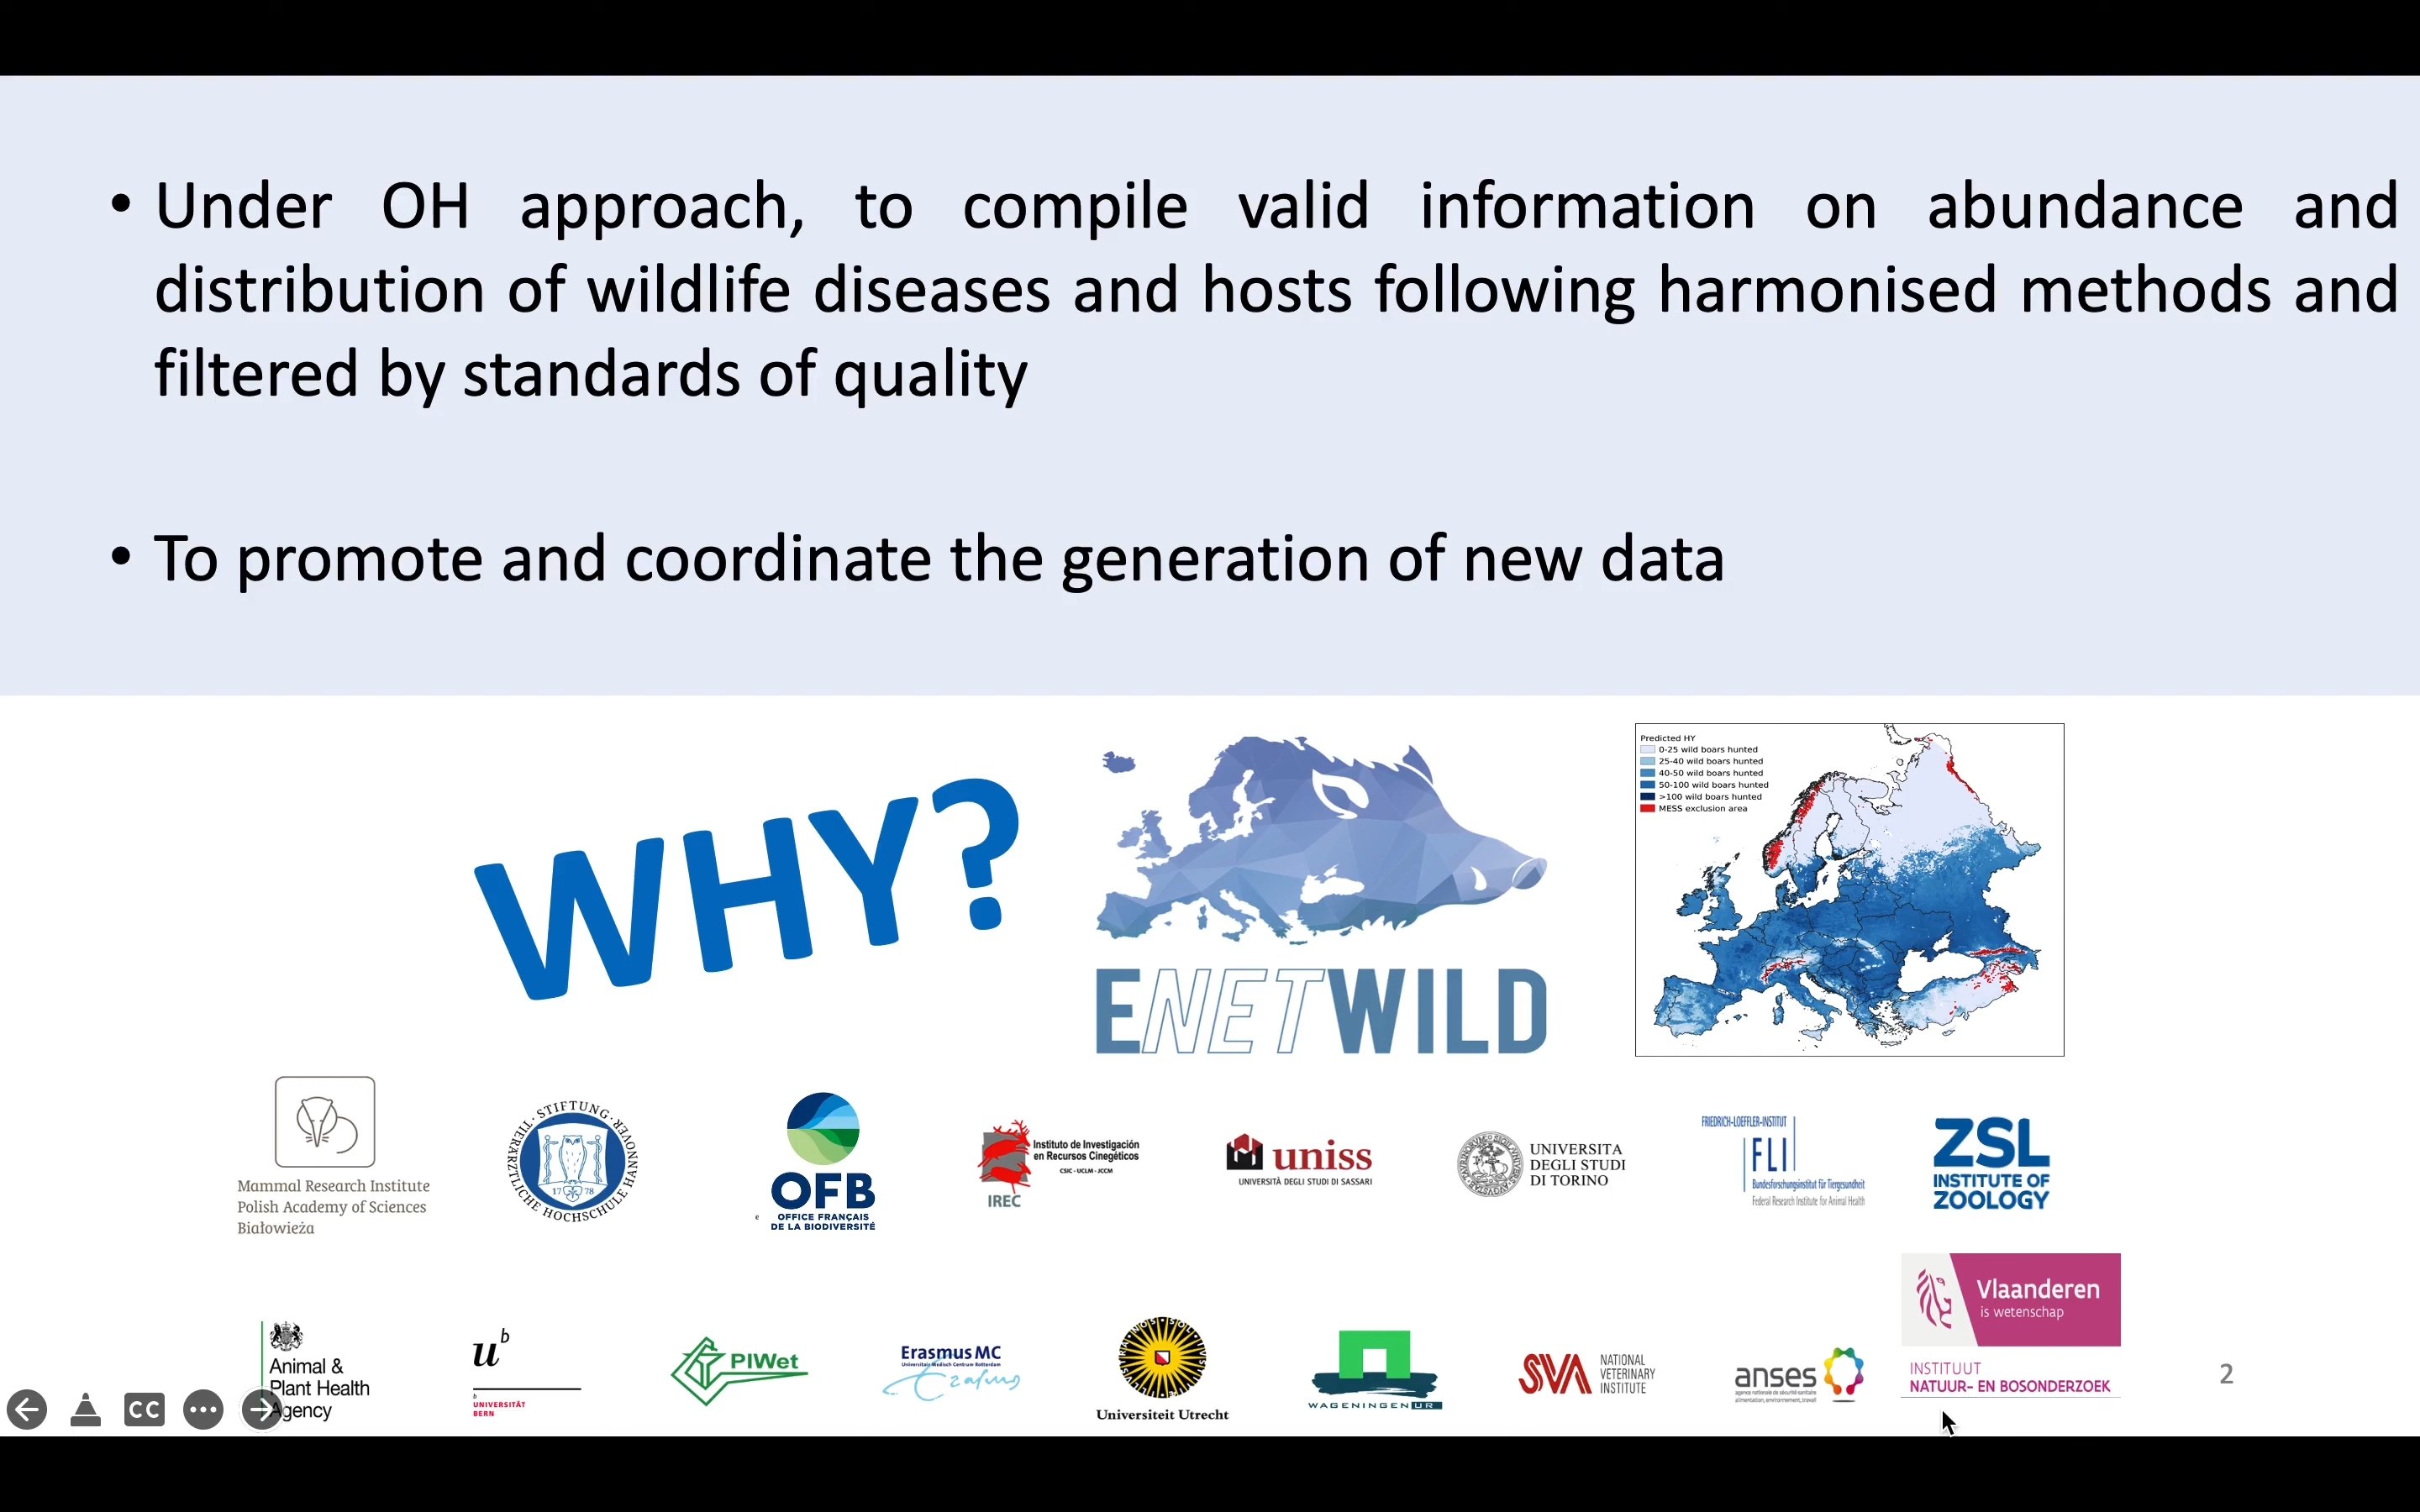 • Under OH approach, to compile valid information on abundance and
distribution of wildlife diseases and hosts following harmonised methods and
filtered by standards of quality
• To promote and coordinate the generation of new data
WHY?
ENETWILD
Predicted HY
0-25 wild boars hunted
25-40 wild boars hunted
40-50 wild boars hunted
50-100 wild boars hunted
>100 wild boars hunted
MESS exclusion area
Mammal Research Institute
Polish Academy of Sciences
Białowieża
STIFTUNG · TIERÄRZTLICHE HOCHSCHULE HANNOVER
1778
OFB
OFFICE FRANÇAIS
DE LA BIODIVERSITÉ
IREC
Instituto de Investigación
en Recursos Cinegéticos
CSIC - UCLM - JCCM
uniss
UNIVERSITÀ DEGLI STUDI DI SASSARI
UNIVERSITA
DEGLI STUDI
DI TORINO
FRIEDRICH-LOEFFLER-INSTITUT
FLI
Bundesforschungsinstitut für Tiergesundheit
Federal Research Institute for Animal Health
ZSL
INSTITUTE OF
ZOOLOGY
Animal &
Plant Health
Agency
u
b
b
UNIVERSITÄT
BERN
PIWet
Erasmus MC
Universitair Medisch Centrum Rotterdam
Erasmus
Universiteit Utrecht
WAGENINGEN UR
SVA
NATIONAL
VETERINARY
INSTITUTE
anses
agence nationale de sécurité sanitaire
alimentation, environnement, travail
Vlaanderen
is wetenschap
INSTITUUT
NATUUR- EN BOSONDERZOEK
2
CC